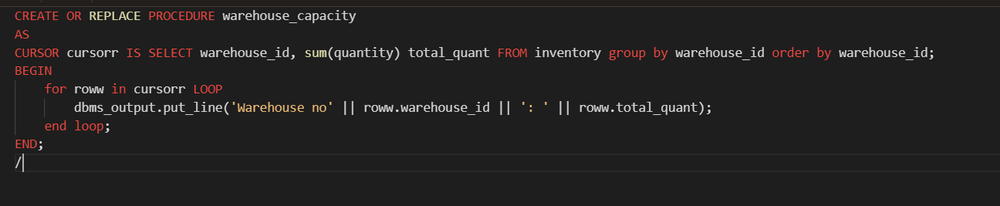 CREATE OR REPLACE PROCEDURE warehouse_capacity
AS
CURSOR cursorr IS SELECT warehouse_id, sum(quantity) total_quant FROM inventory group by warehouse_id order by warehouse_id;
BEGIN
    for roww in cursorr LOOP
        dbms_output.put_line('Warehouse no' || roww.warehouse_id || ': ' || roww.total_quant);
    end loop;
END;
/